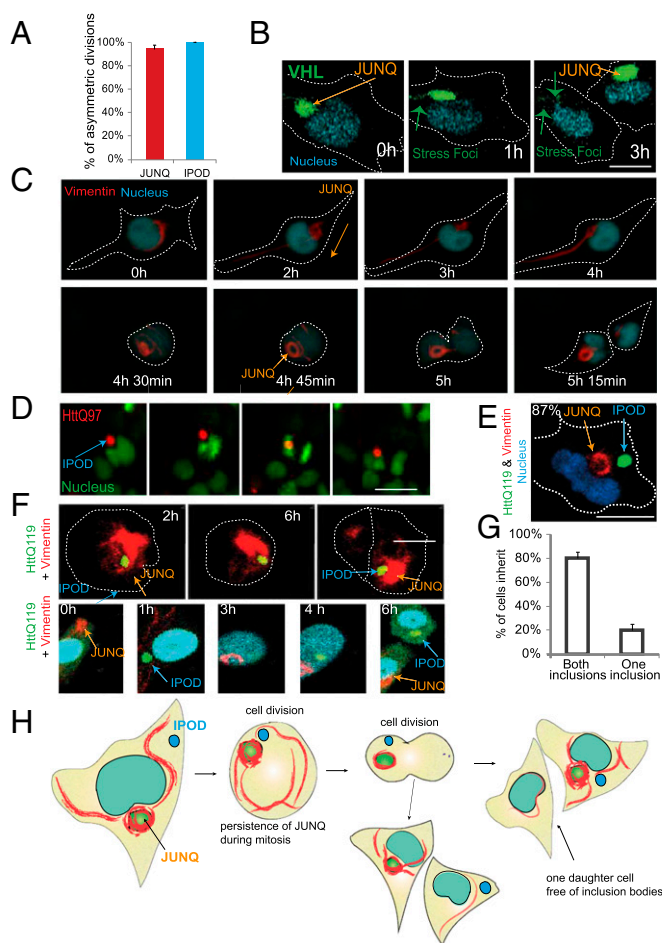 A
% of asymmetric divisions
100%
80%
60%
40%
20%
0%
JUNQ
IPOD
B
VHL
JUNQ
Nucleus
0h
Stress Foci
1h
JUNQ
Stress Foci
3h
C
Vimentin Nucleus
0h
JUNQ
2h
3h
4h
4h 30min
JUNQ
4h 45min
5h
5h 15min
D
HttQ97
IPOD
Nucleus
E
HttQ119 & Vimentin
Nucleus
87%
JUNQ
IPOD
F
HttQ119
+ Vimentin
2h
JUNQ
IPOD
6h
IPOD
JUNQ
HttQ119
+ Vimentin
0h
JUNQ
1h
IPOD
3h
4 h
6h
IPOD
JUNQ
G
% of cells inherit
100%
80%
60%
40%
20%
0%
Both
inclusions
One
inclusion
H
IPOD
JUNQ
cell division
persistence of JUNQ
during mitosis
cell division
one daughter cell
free of inclusion bodies